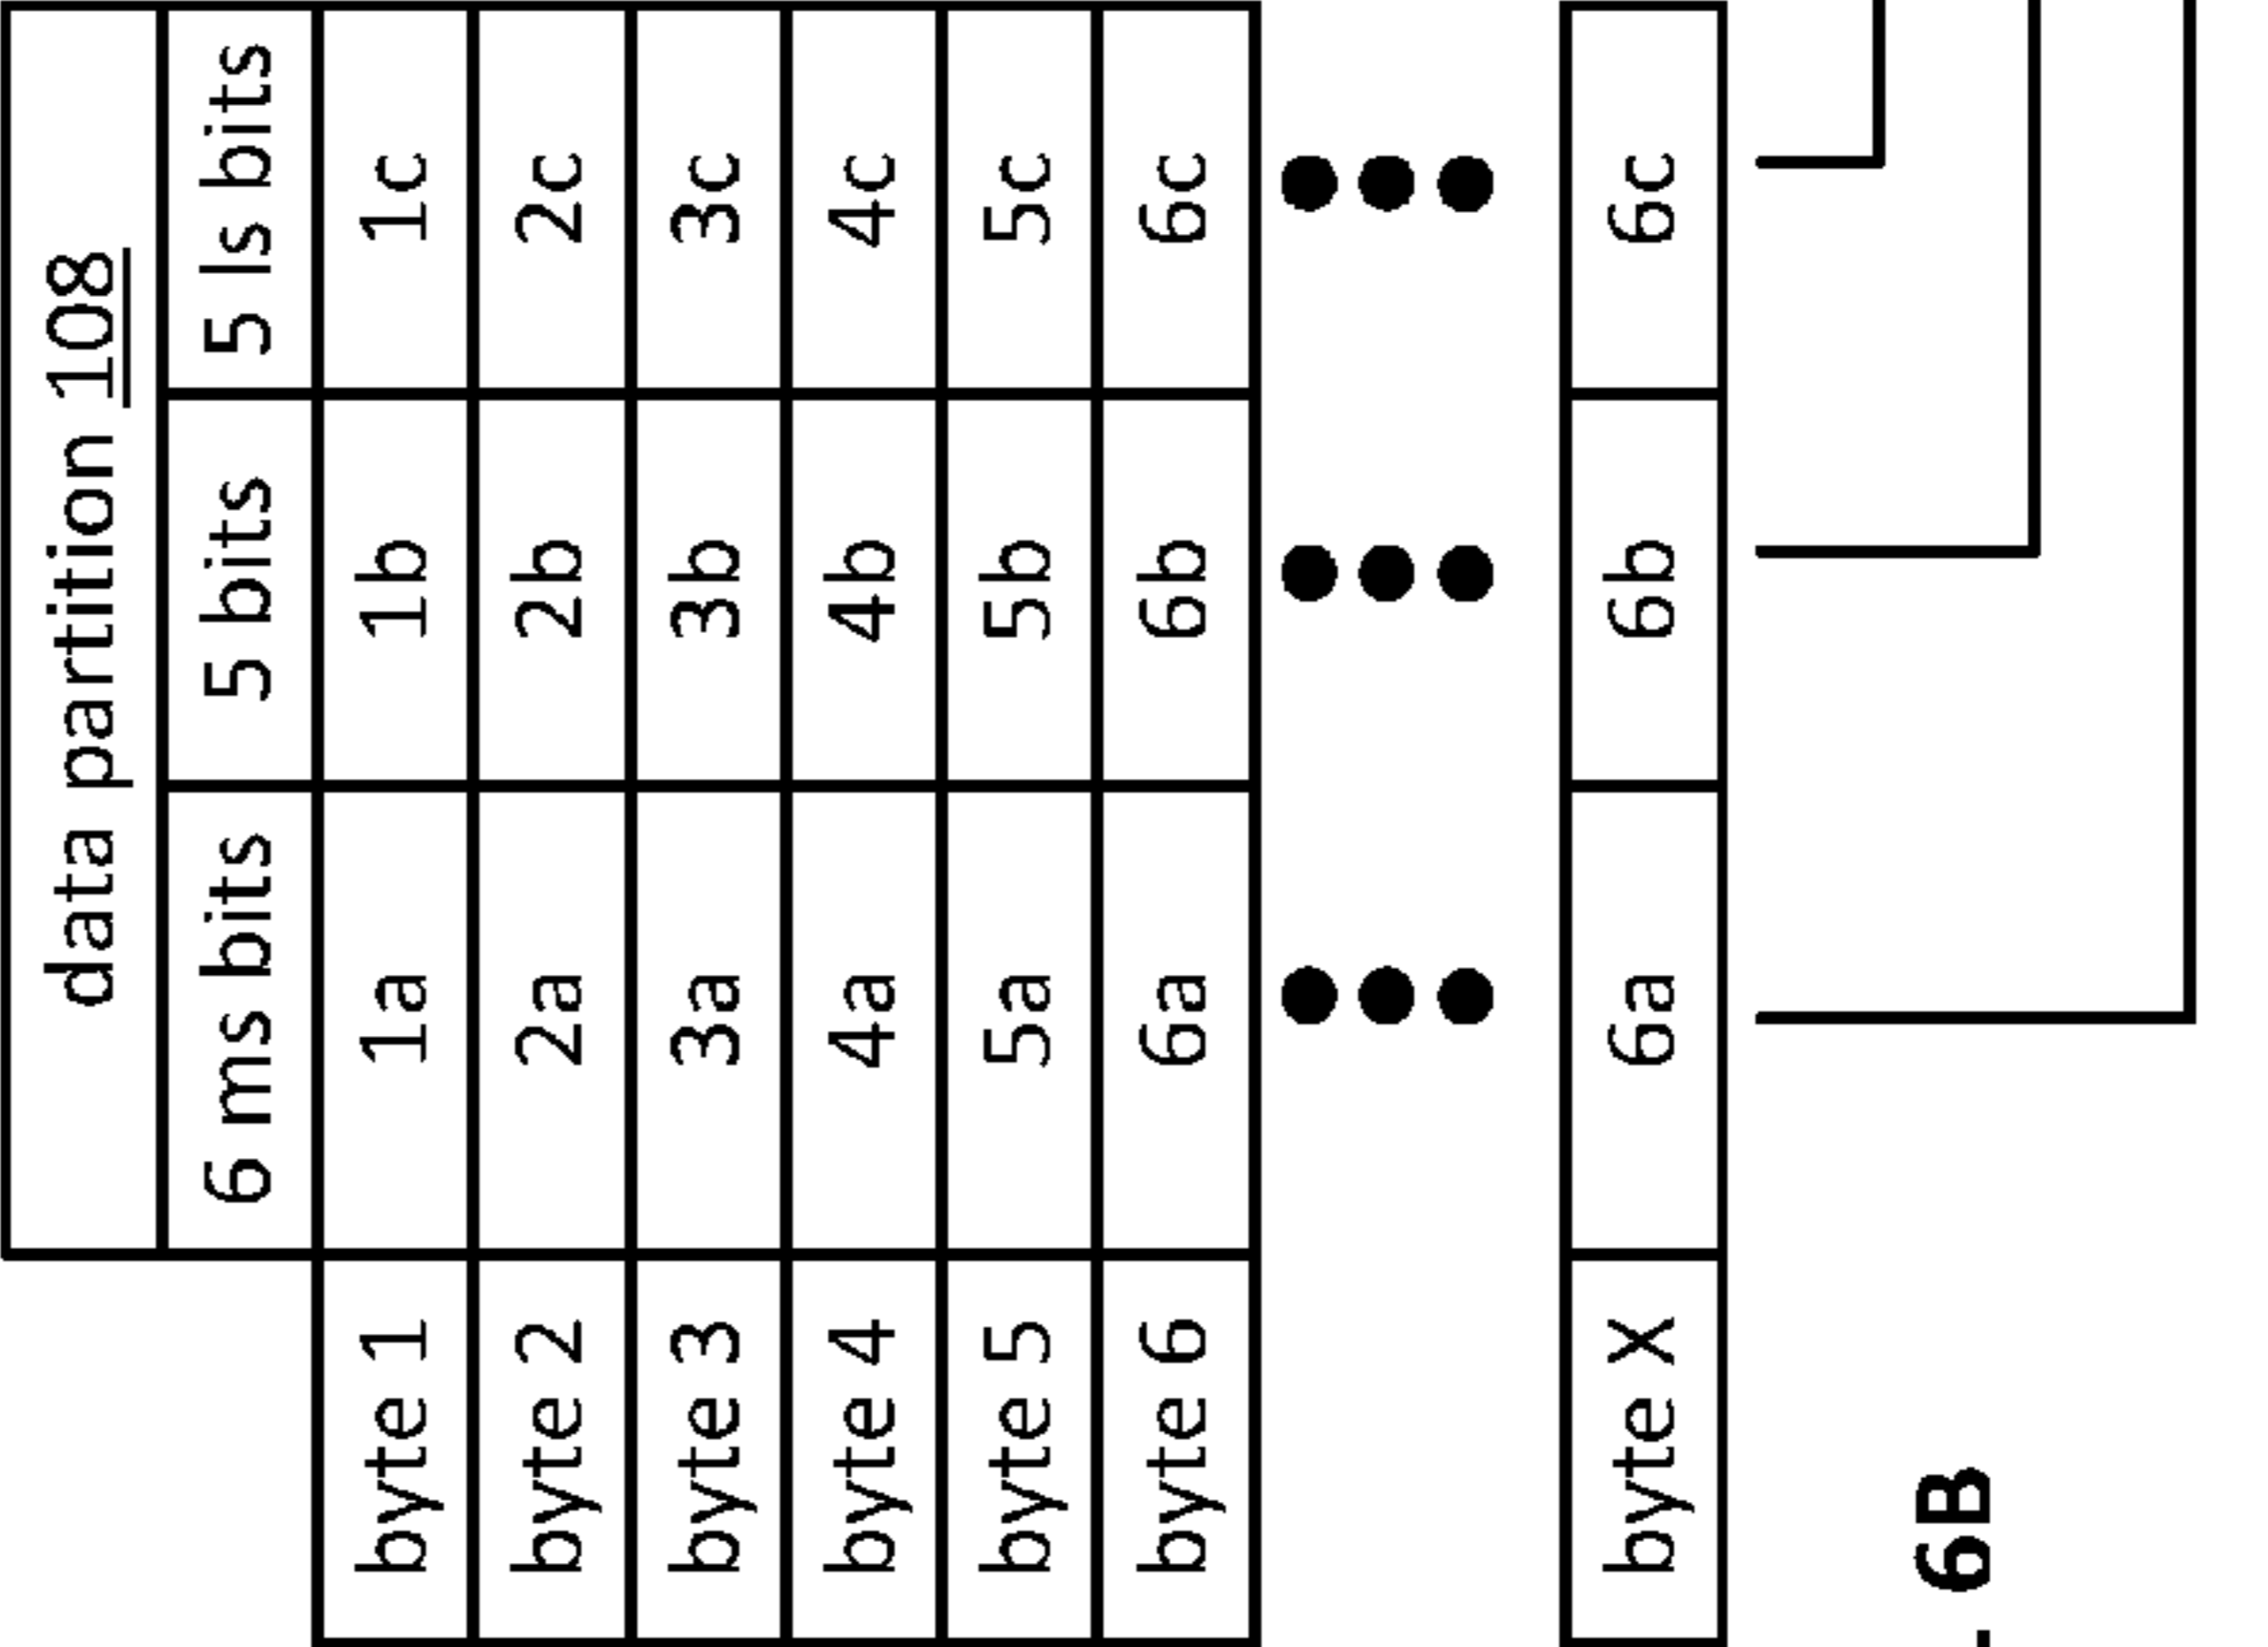 data partition 108
6 ms bits 5 bits 5 ls bits
byte 1 1a 1b 1c
byte 2 2a 2b 2c
byte 3 3a 3b 3c
byte 4 4a 4b 4c
byte 5 5a 5b 5c
byte 6 6a 6b 6c
byte X 6a 6b 6c
. 6B